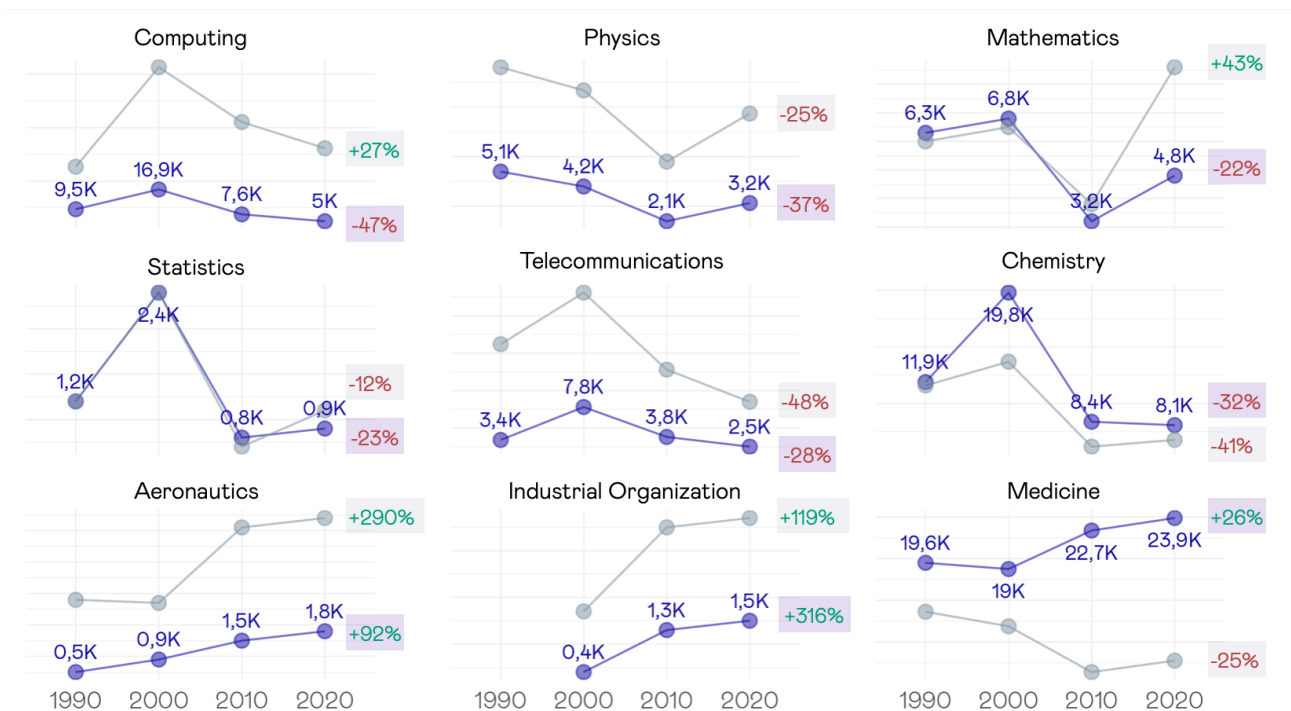 Computing
+27%
9,5K
16,9K
7,6K
5K
-47%
Physics
-25%
5,1K
4,2K
2,1K
3,2K
-37%
Mathematics
+43%
6,3K
6,8K
3,2K
4,8K
-22%
Statistics
1,2K
2,4K
0,8K
0,9K
-12%
-23%
Telecommunications
3,4K
7,8K
3,8K
2,5K
-48%
-28%
Chemistry
11,9K
19,8K
8,4K
8,1K
-32%
-41%
Aeronautics
+290%
0,5K
0,9K
1,5K
1,8K
+92%
Industrial Organization
+119%
0,4K
1,3K
1,5K
+316%
Medicine
+26%
19,6K
19K
22,7K
23,9K
-25%
1990 2000 2010 2020
1990 2000 2010 2020
1990 2000 2010 2020